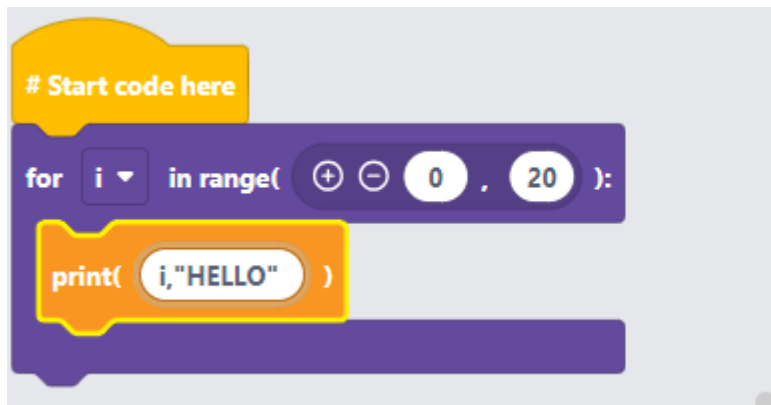 # Start code here
for i in range( 0 , 20 ):
print( i,"HELLO" )